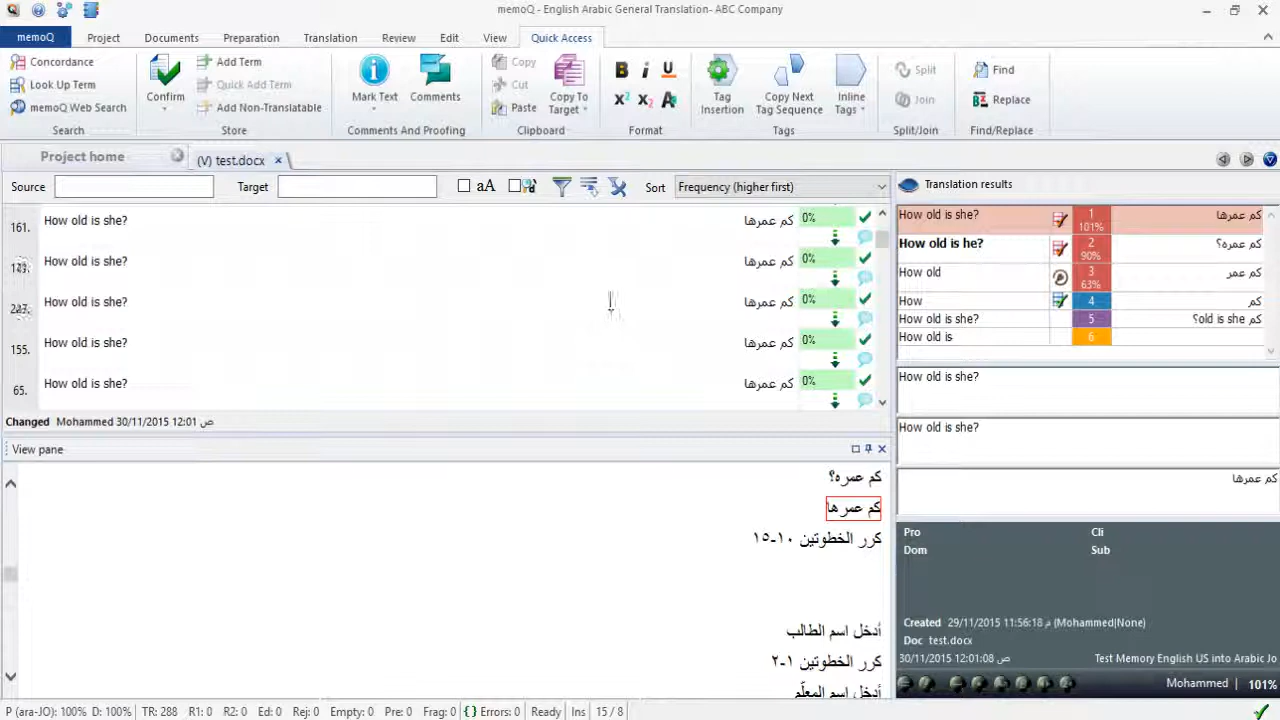 memoQ - English Arabic General Translation- ABC Company
memoQ Project Documents Preparation Translation Review Edit View Quick Access
Concordance
Look Up Term
memoQ Web Search
Search
Confirm
Add Term
Quick Add Term
Add Non-Translatable
Store
Mark Text
Comments
Comments And Proofing
Copy
Cut
Paste
Copy To Target
Clipboard
B i U
X² X₂ A
Format
Tag Insertion
Copy Next Tag Sequence
Inline Tags
Tags
Split
Join
Split/Join
Find
Replace
Find/Replace
Project home
(V) test.docx
Source
Target
aA
Sort Frequency (higher first)
161. How old is she? كم عمرها 0%
How old is she? كم عمرها 0%
How old is she? كم عمرها 0%
155. How old is she? كم عمرها 0%
65. How old is she? كم عمرها 0%
Changed Mohammed 30/11/2015 12:01 ص
View pane
كم عمره؟
كم عمرها
كرر الخطوتين ١٠-١٥
أدخل اسم الطالب
كرر الخطوتين ١-٢
أدخل اسم المعلّم
Translation results
How old is she? 1 101% كم عمرها
How old is he? 2 90% كم عمره؟
How old 3 63% كم عمر
How 4 كم
How old is she? 5 كم old is she؟
How old is 6
How old is she?
How old is she?
كم عمرها
Pro Cli
Dom Sub
Created 29/11/2015 11:56:18 م (Mohammed|None)
Doc test.docx
30/11/2015 12:01:08 ص Test Memory English US into Arabic Jo
Mohammed | 101%
P (ara-JO): 100% D: 100% TR: 288 R1: 0 R2: 0 Ed: 0 Rej: 0 Empty: 0 Pre: 0 Frag: 0 {} Errors: 0 Ready Ins 15 / 8